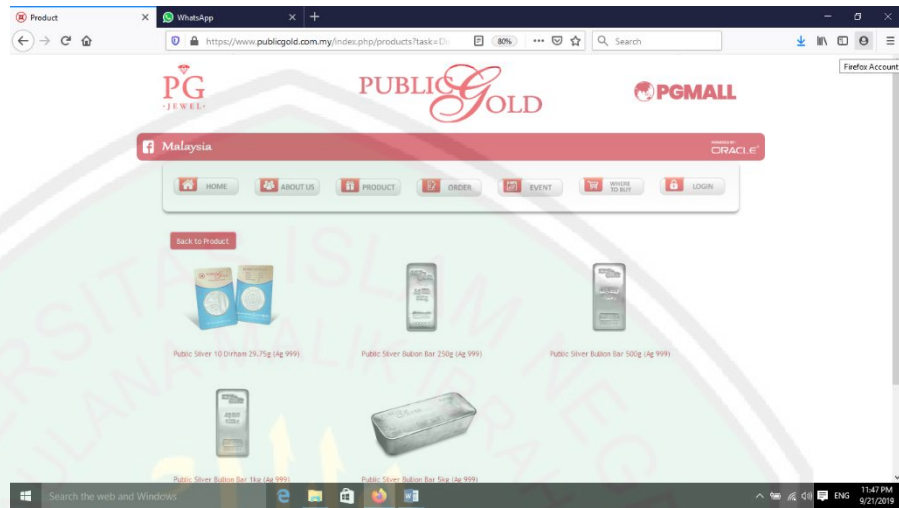 Product
WhatsApp
https://www.publicgold.com.my/index.php/products?task=D
80%
Search
Firefox Account
PG
·JEWEL·
PUBLIC GOLD
PGMALL
Malaysia
ORACLE
HOME
ABOUT US
PRODUCT
ORDER
EVENT
WHERE TO BUY
LOGIN
Back to Product
Public Silver 10 Dirham 29.75g (Ag 999)
Public Silver Bullion Bar 250g (Ag 999)
Public Silver Bullion Bar 500g (Ag 999)
Public Silver Bullion Bar 1kg (Ag 999)
Public Silver Bullion Bar 5kg (Ag 999)
Search the web and Windows
ENG
11:47 PM
9/21/2019